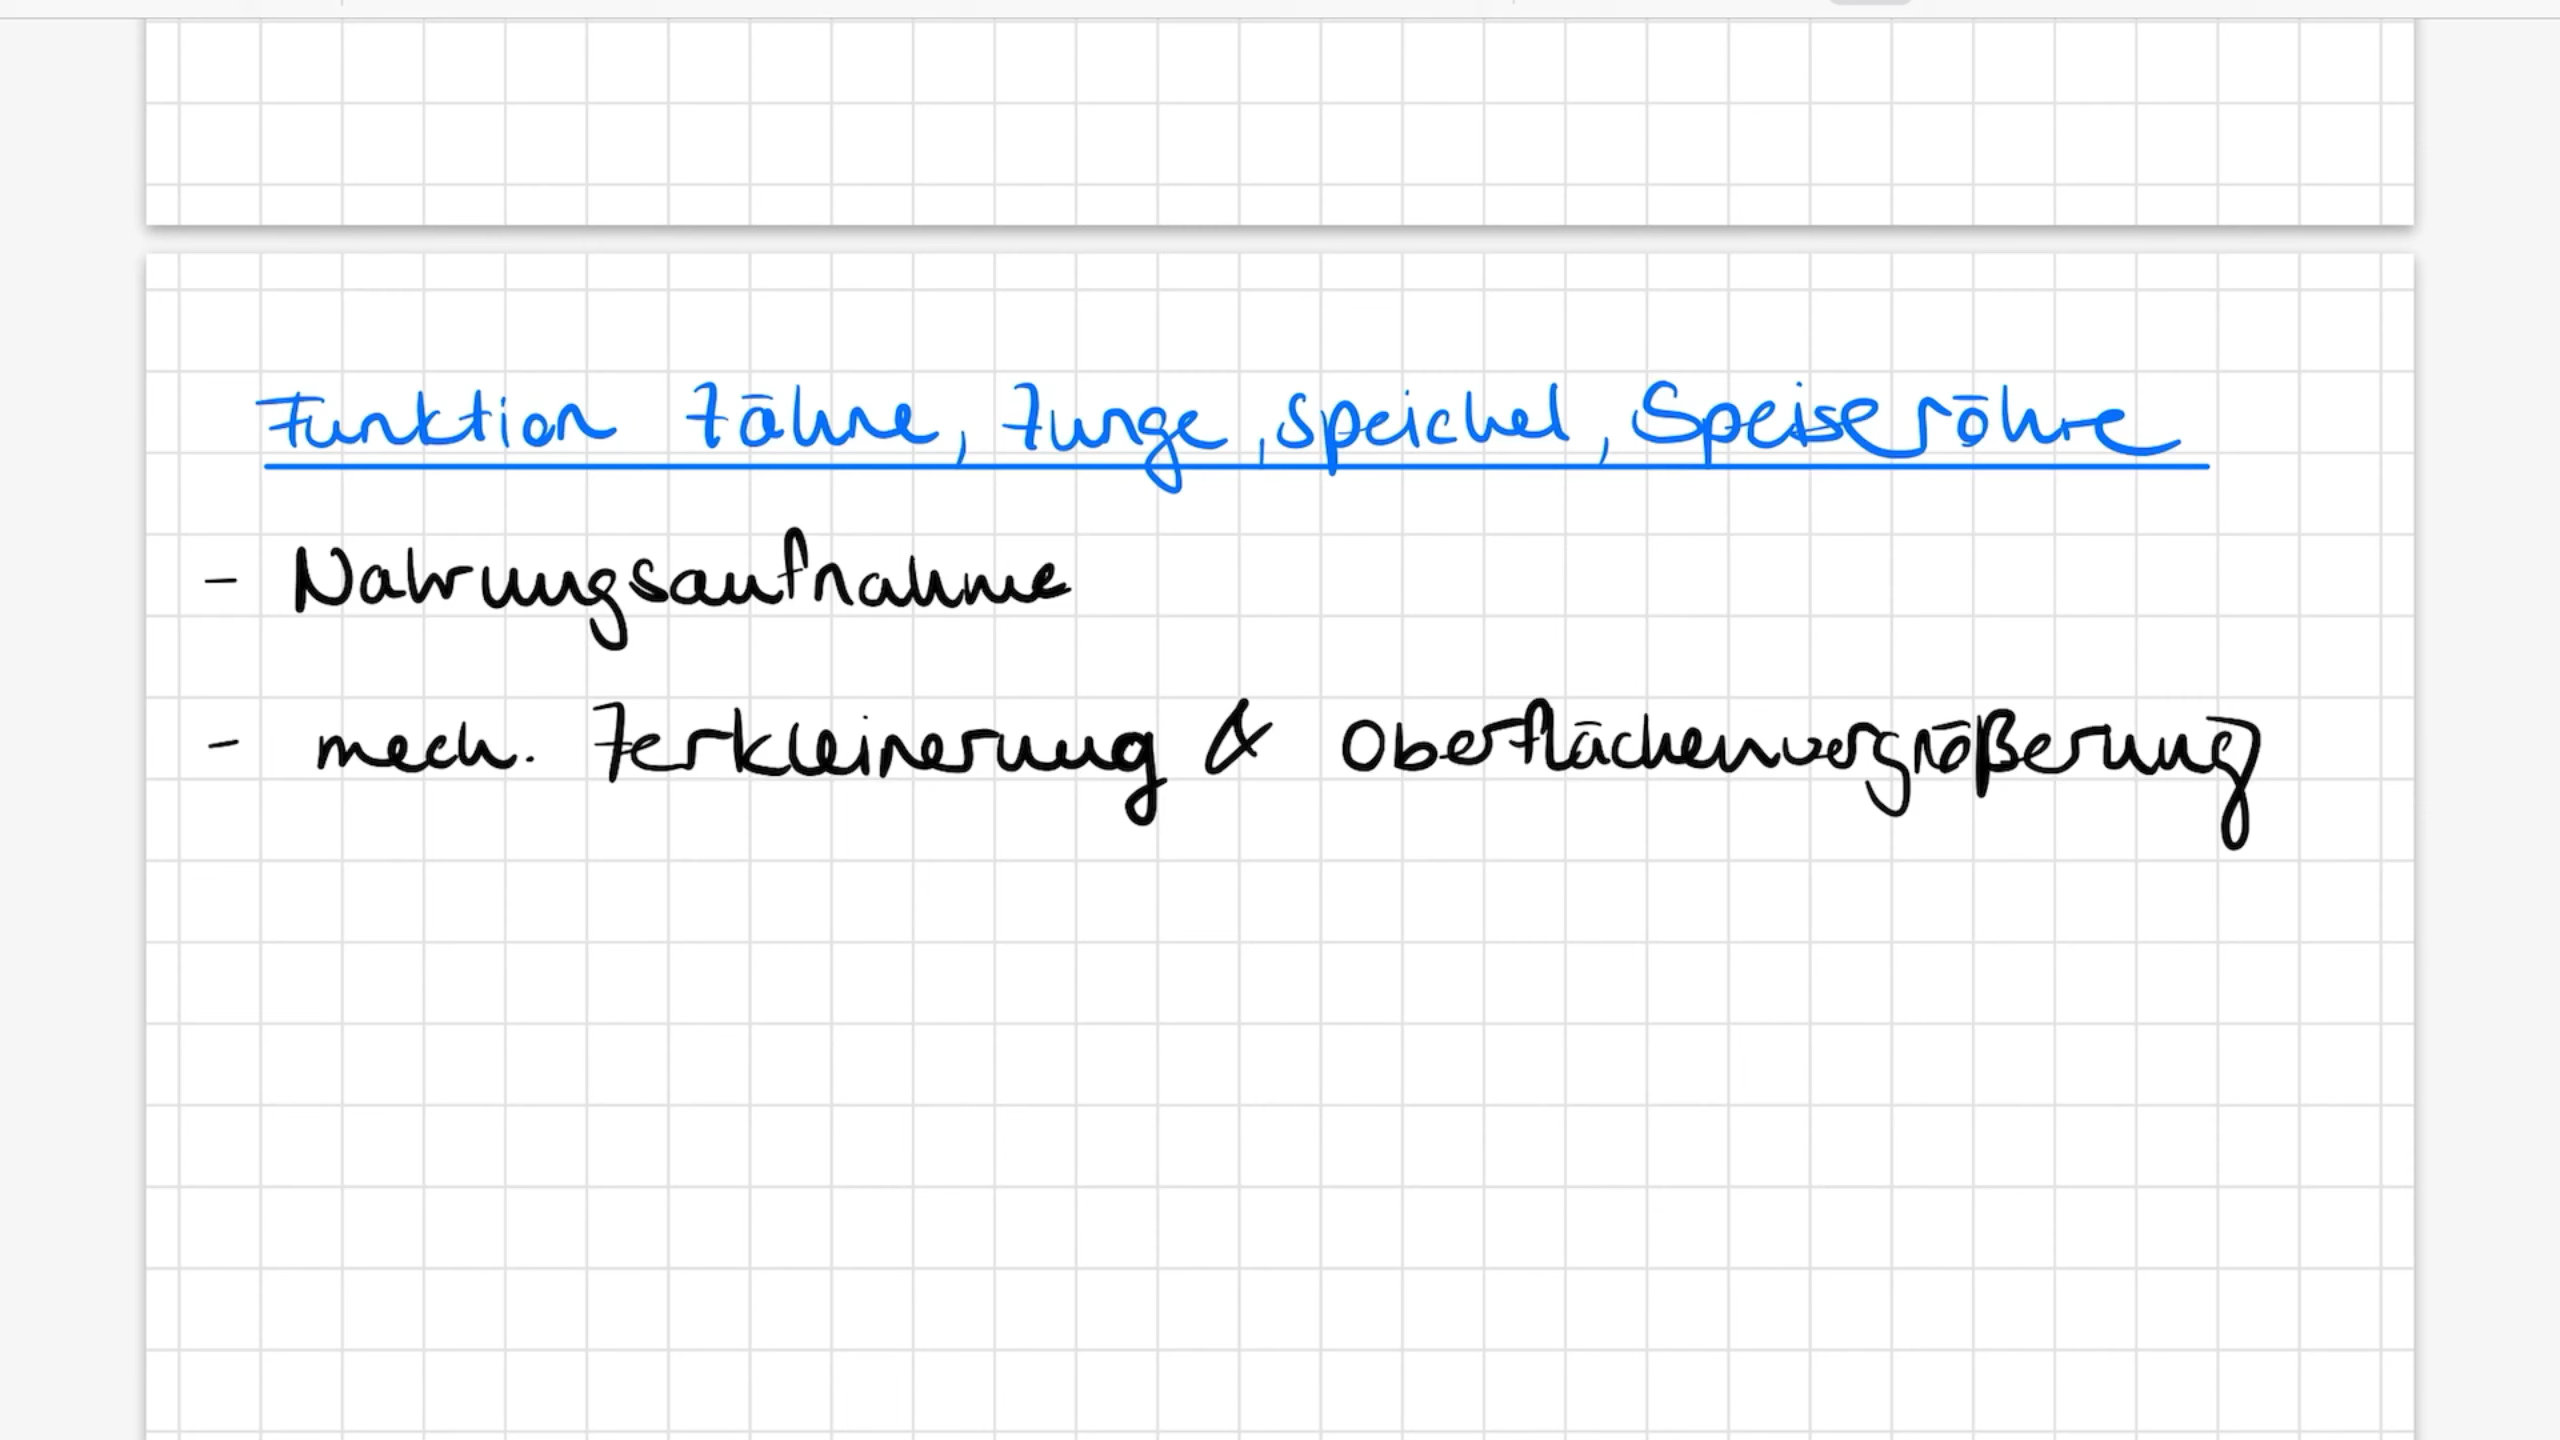 Funktion Zähne, Zunge, Speichel, Speiseröhre
- Nahrungsaufnahme
- mech. Zerkleinerung & Oberflächenvergrößerung